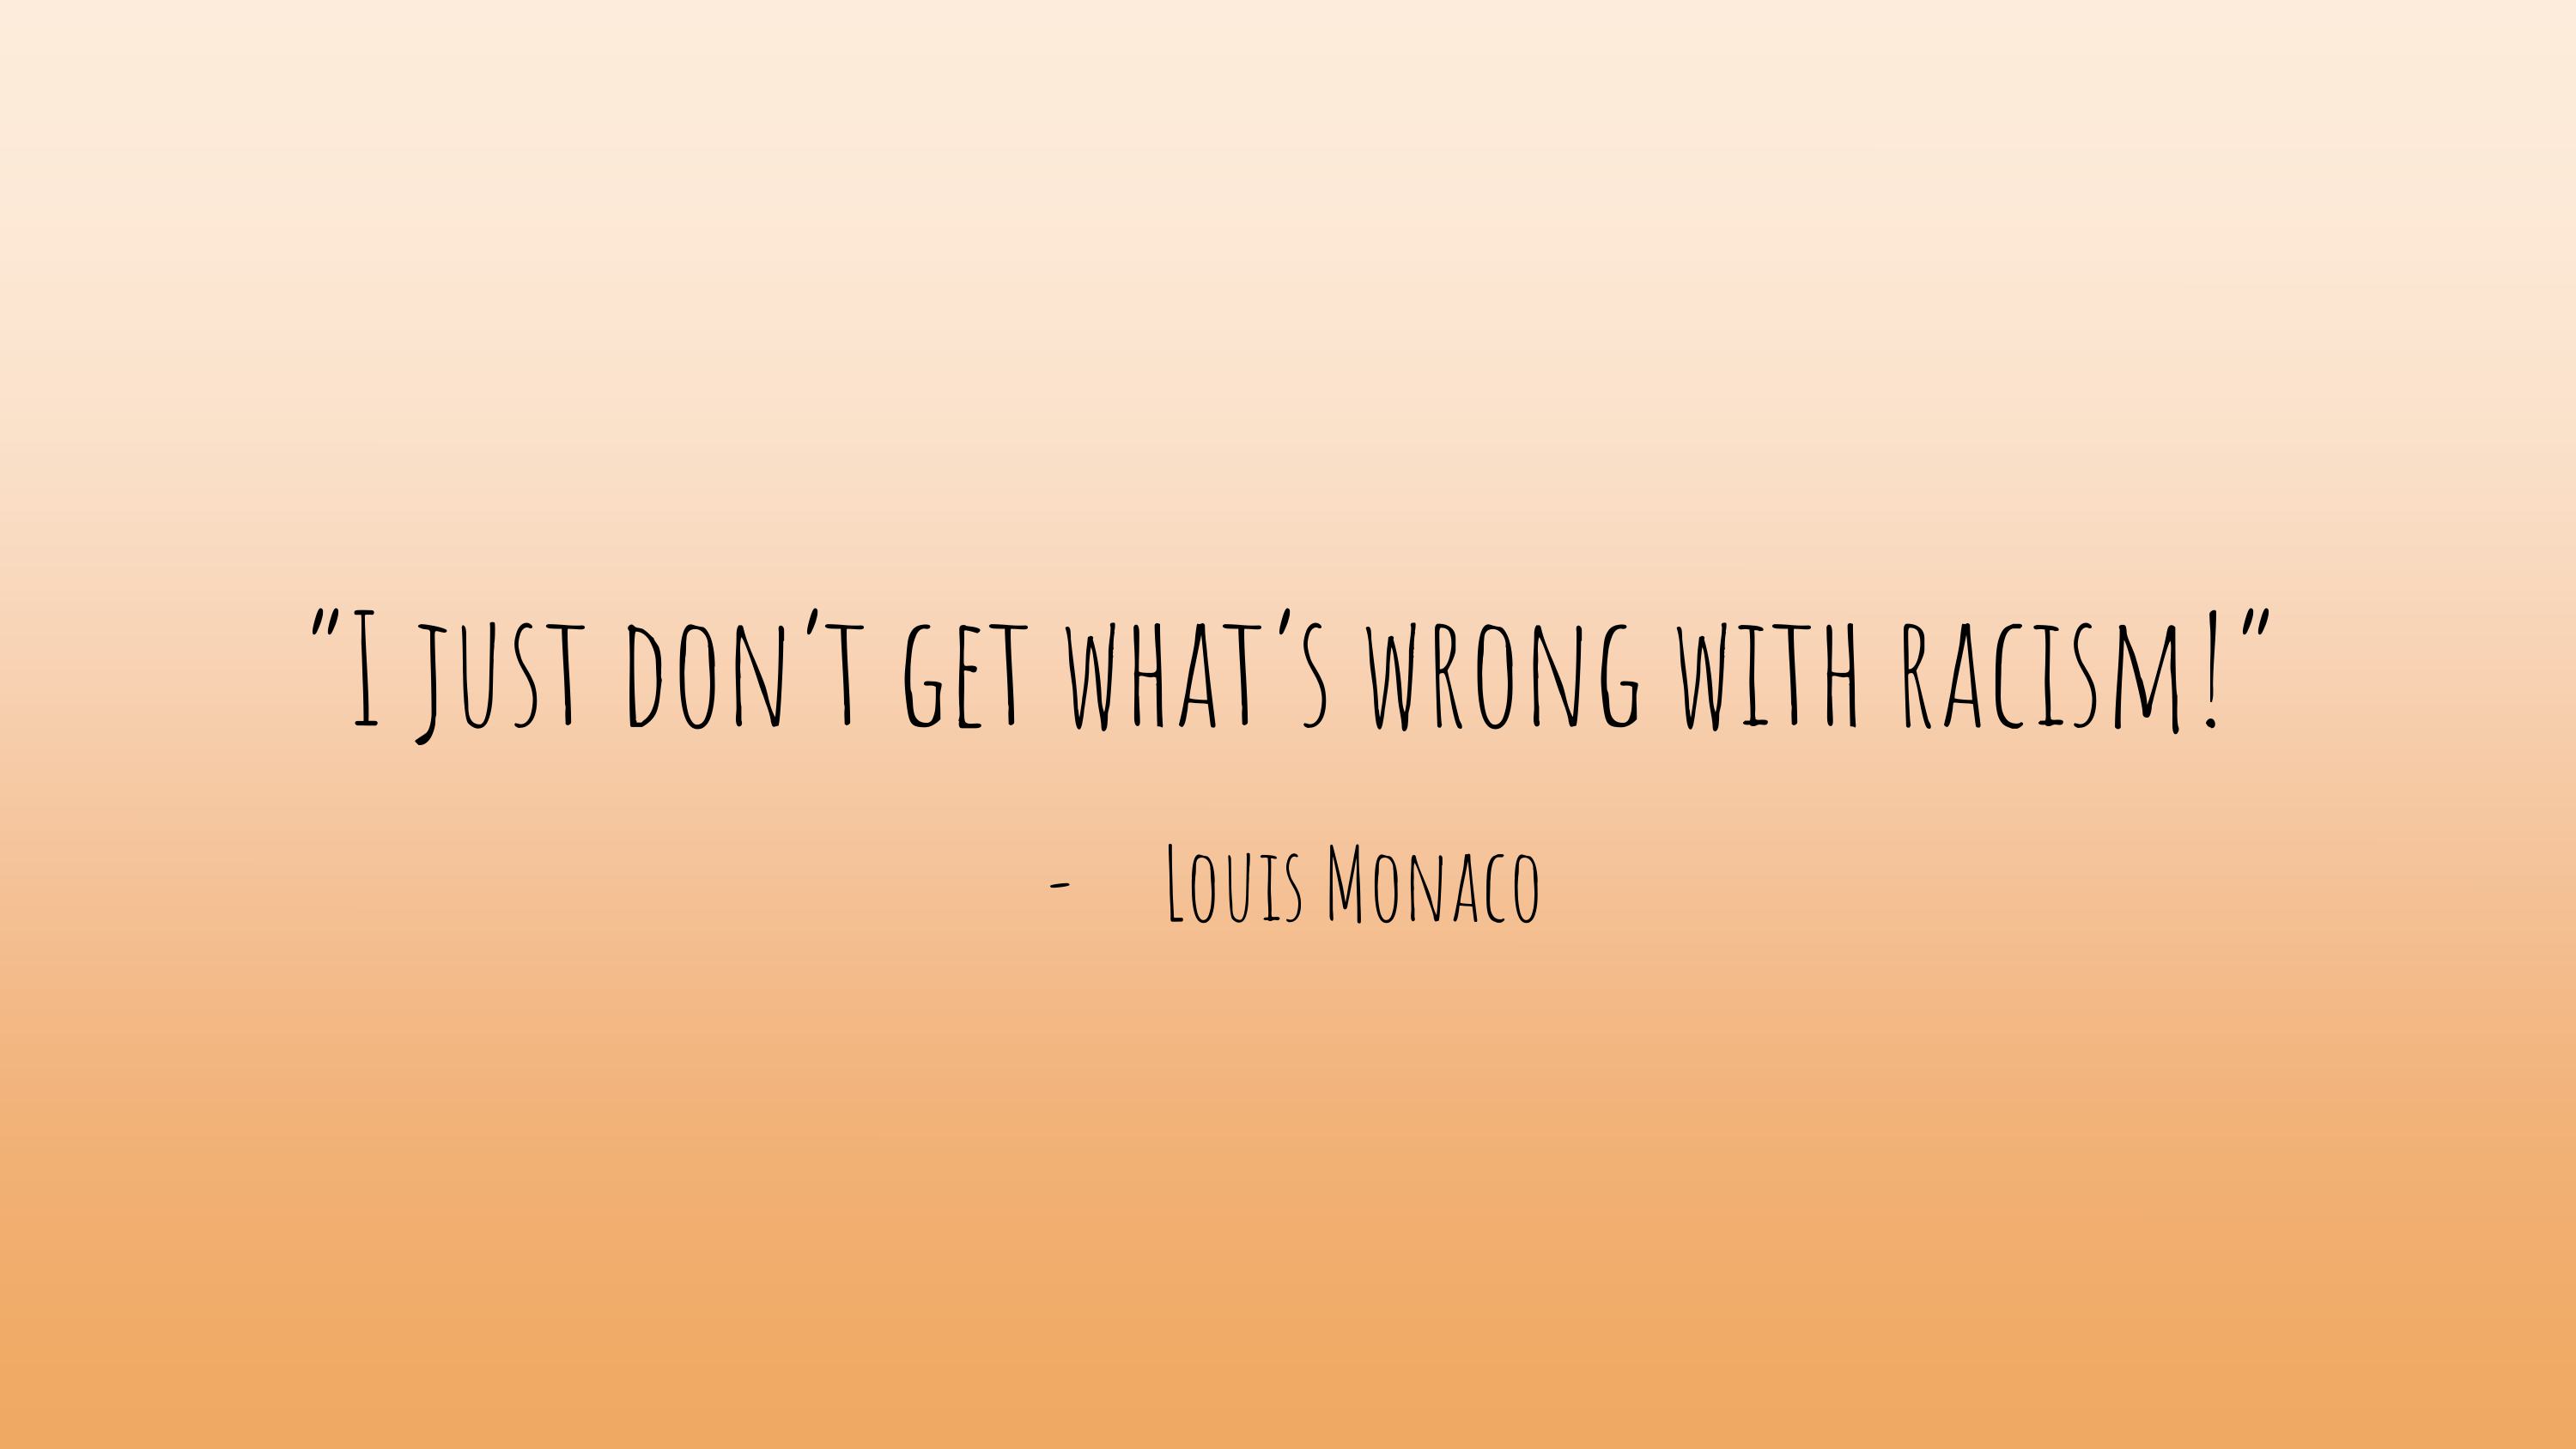 “I just don’t get what’s wrong with racism!”
- Louis Monaco